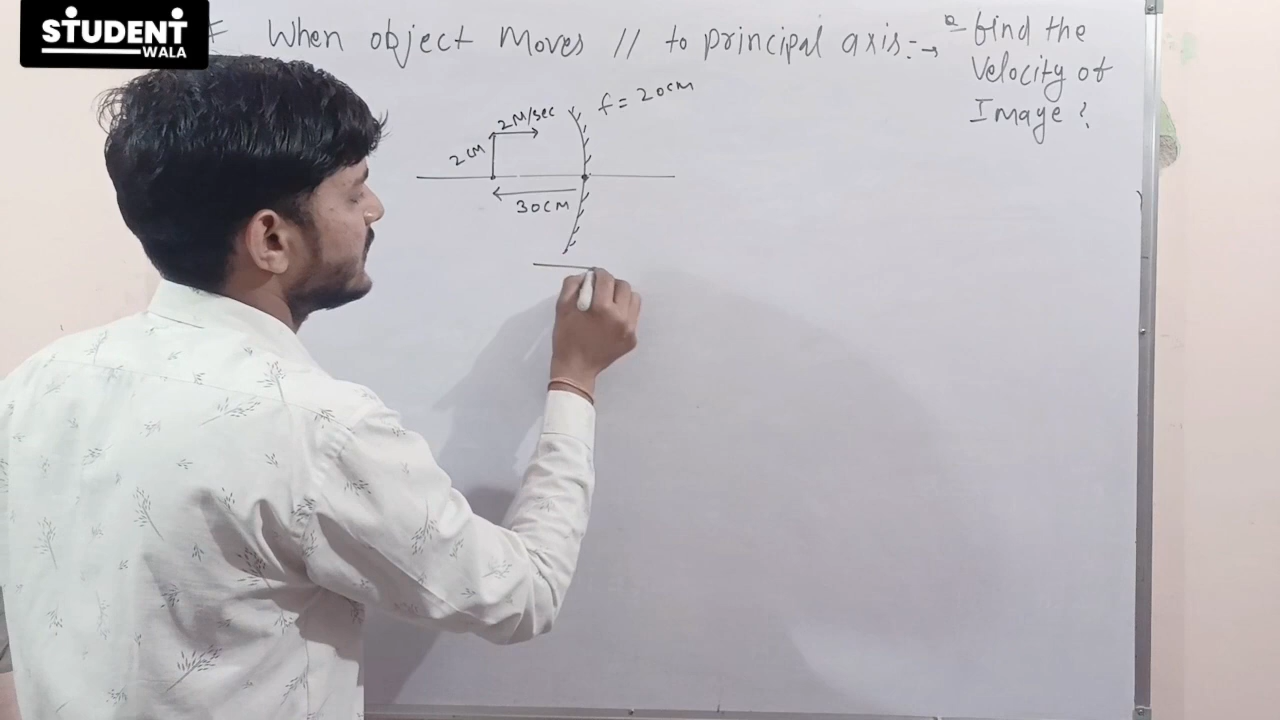 STUDENT
WALA
When object Moves // to principal axis:→
Q- find the
Velocity of
Image ?
f = 20cm
2M/sec
2cm
30CM